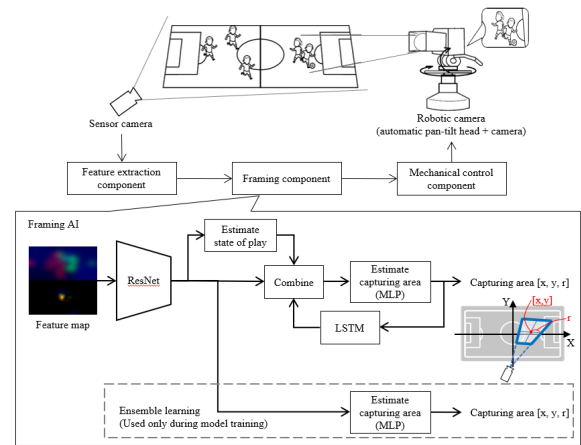 Sensor camera
Robotic camera
(automatic pan-tilt head + camera)
Feature extraction
component
Framing component
Mechanical control
component
Framing AI
Estimate
state of play
ResNet
Combine
Estimate
capturing area
(MLP)
Capturing area [x, y, r]
Feature map
LSTM
Y
[x,y]
r
X
Ensemble learning
(Used only during model training)
Estimate
capturing area
(MLP)
Capturing area [x, y, r]